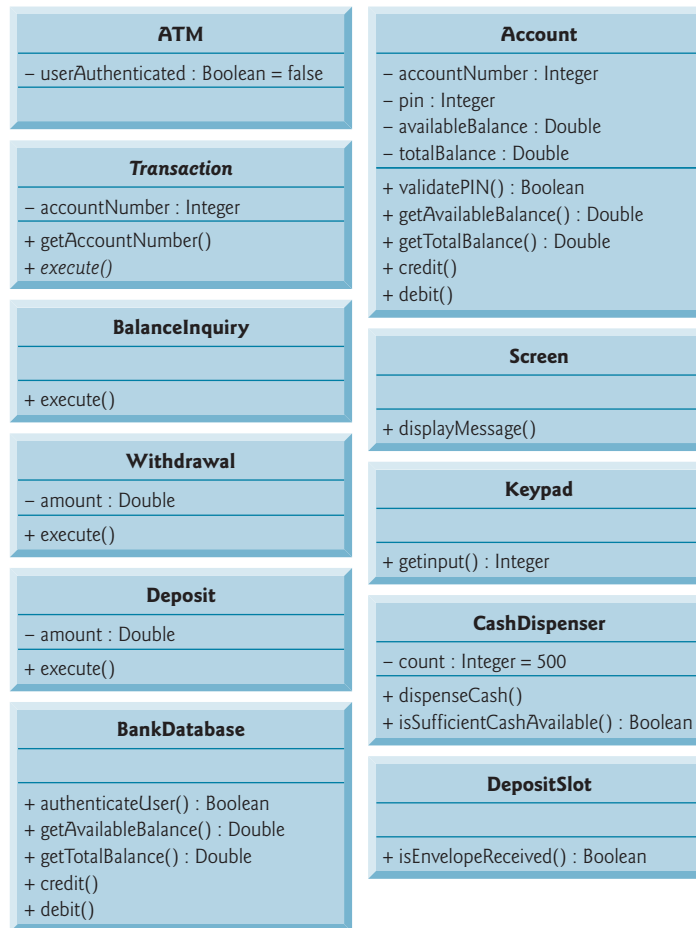 ATM
– userAuthenticated : Boolean = false
Transaction
– accountNumber : Integer
+ getAccountNumber()
+ execute()
BalanceInquiry
+ execute()
Withdrawal
– amount : Double
+ execute()
Deposit
– amount : Double
+ execute()
BankDatabase
+ authenticateUser() : Boolean
+ getAvailableBalance() : Double
+ getTotalBalance() : Double
+ credit()
+ debit()
Account
– accountNumber : Integer
– pin : Integer
– availableBalance : Double
– totalBalance : Double
+ validatePIN() : Boolean
+ getAvailableBalance() : Double
+ getTotalBalance() : Double
+ credit()
+ debit()
Screen
+ displayMessage()
Keypad
+ getinput() : Integer
CashDispenser
– count : Integer = 500
+ dispenseCash()
+ isSufficientCashAvailable() : Boolean
DepositSlot
+ isEnvelopeReceived() : Boolean